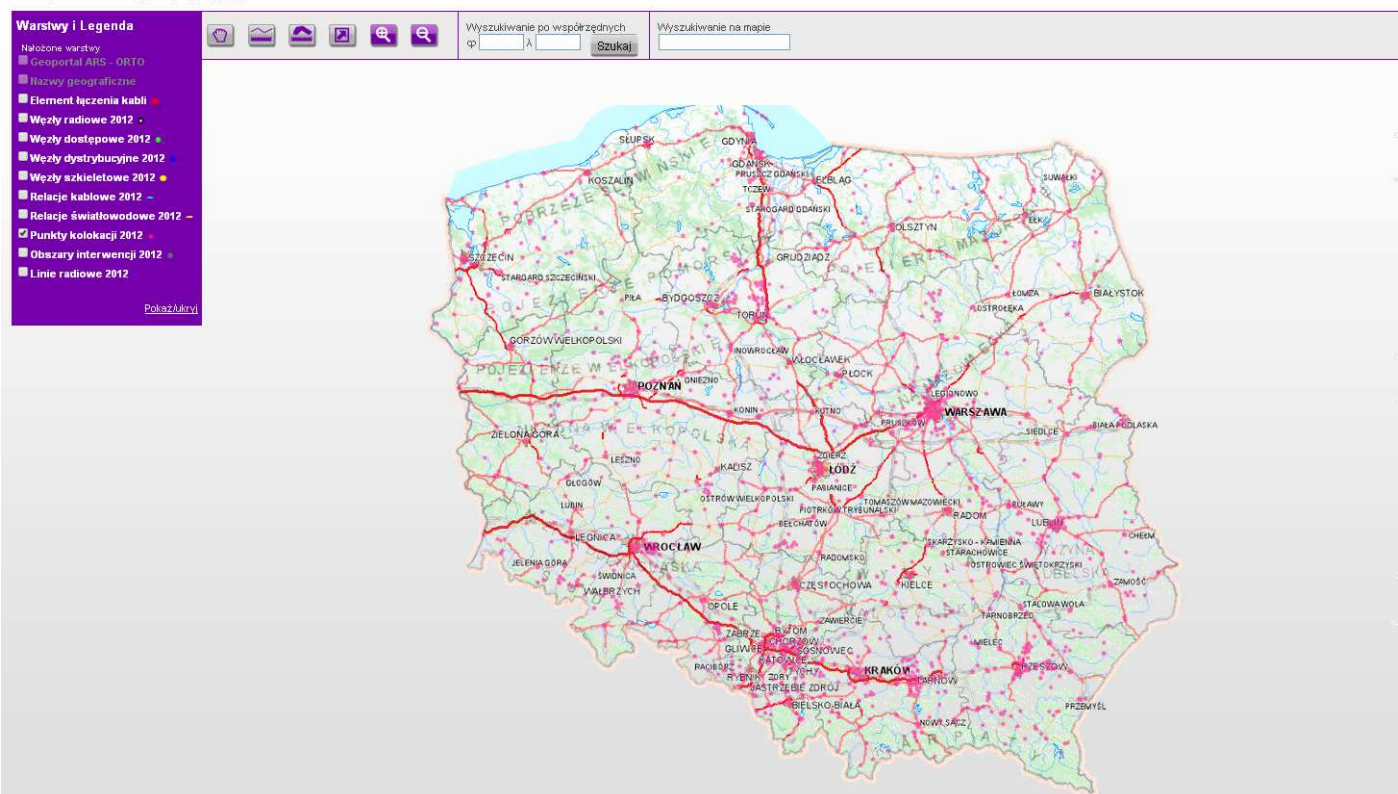 Warstwy i Legenda
Nałożone warstwy
Geoportal ARS - ORTO
Nazwy geograficzne
Element łączenia kabli
Węzły radiowe 2012
Węzły dostępowe 2012
Węzły dystrybucyjne 2012
Węzły szkieletowe 2012
Relacje kablowe 2012
Relacje światłowodowe 2012
Punkty kolokacji 2012
Obszary interwencji 2012
Linie radiowe 2012
Pokaż/ukryj
Wyszukiwanie po współrzędnych
φ λ Szukaj
Wyszukiwanie na mapie
SŁUPSK
GDYNIA
GDAŃSK
PRUSZCZ GDAŃSKI
ELBLĄG
SUWAŁKI
KOSZALIN
TCZEW
STAROGARD GDAŃSKI
EŁK
OLSZTYN
SZCZECIN
GRUDZIĄDZ
STARGARD SZCZECIŃSKI
PIŁA
BYDGOSZCZ
ŁOMŻA
BIAŁYSTOK
OSTROŁĘKA
TORUŃ
GORZÓW WIELKOPOLSKI
INOWROCŁAW
WŁOCŁAWEK
PŁOCK
POJEZIERZE WIELKOPOLSKIE
POZNAŃ
GNIEZNO
LEGIONOWO
KONIN
KUTNO
WARSZAWA
PRUSZKÓW
SIEDLCE
BIAŁA PODLASKA
ZIELONA GÓRA
ZGIERZ
LESZNO
KALISZ
ŁÓDŹ
GŁOGÓW
PABIANICE
OSTRÓW WIELKOPOLSKI
TOMASZÓW MAZOWIECKI
PUŁAWY
LUBIN
PIOTRKÓW TRYBUNALSKI
RADOM
BEŁCHATÓW
LUBLIN
LEGNICA
CHEŁM
WROCŁAW
SKARŻYSKO - KAMIENNA
STARACHOWICE
JELENIA GÓRA
RADOMSKO
OSTROWIEC ŚWIĘTOKRZYSKI
ŚWIDNICA
WAŁBRZYCH
CZĘSTOCHOWA
KIELCE
ZAMOŚĆ
OPOLE
STALOWA WOLA
TARNOBRZEG
ZAWIERCIE
ZABRZE
BYTOM
CHORZÓW
GLIWICE
SOSNOWIEC
MIELEC
KATOWICE
RACIBÓRZ
TYCHY
KRAKÓW
RZESZÓW
RYBNIK
ŻORY
TARNÓW
JASTRZĘBIE ZDRÓJ
BIELSKO-BIAŁA
PRZEMYŚL
NOWY SĄCZ
KARPATY